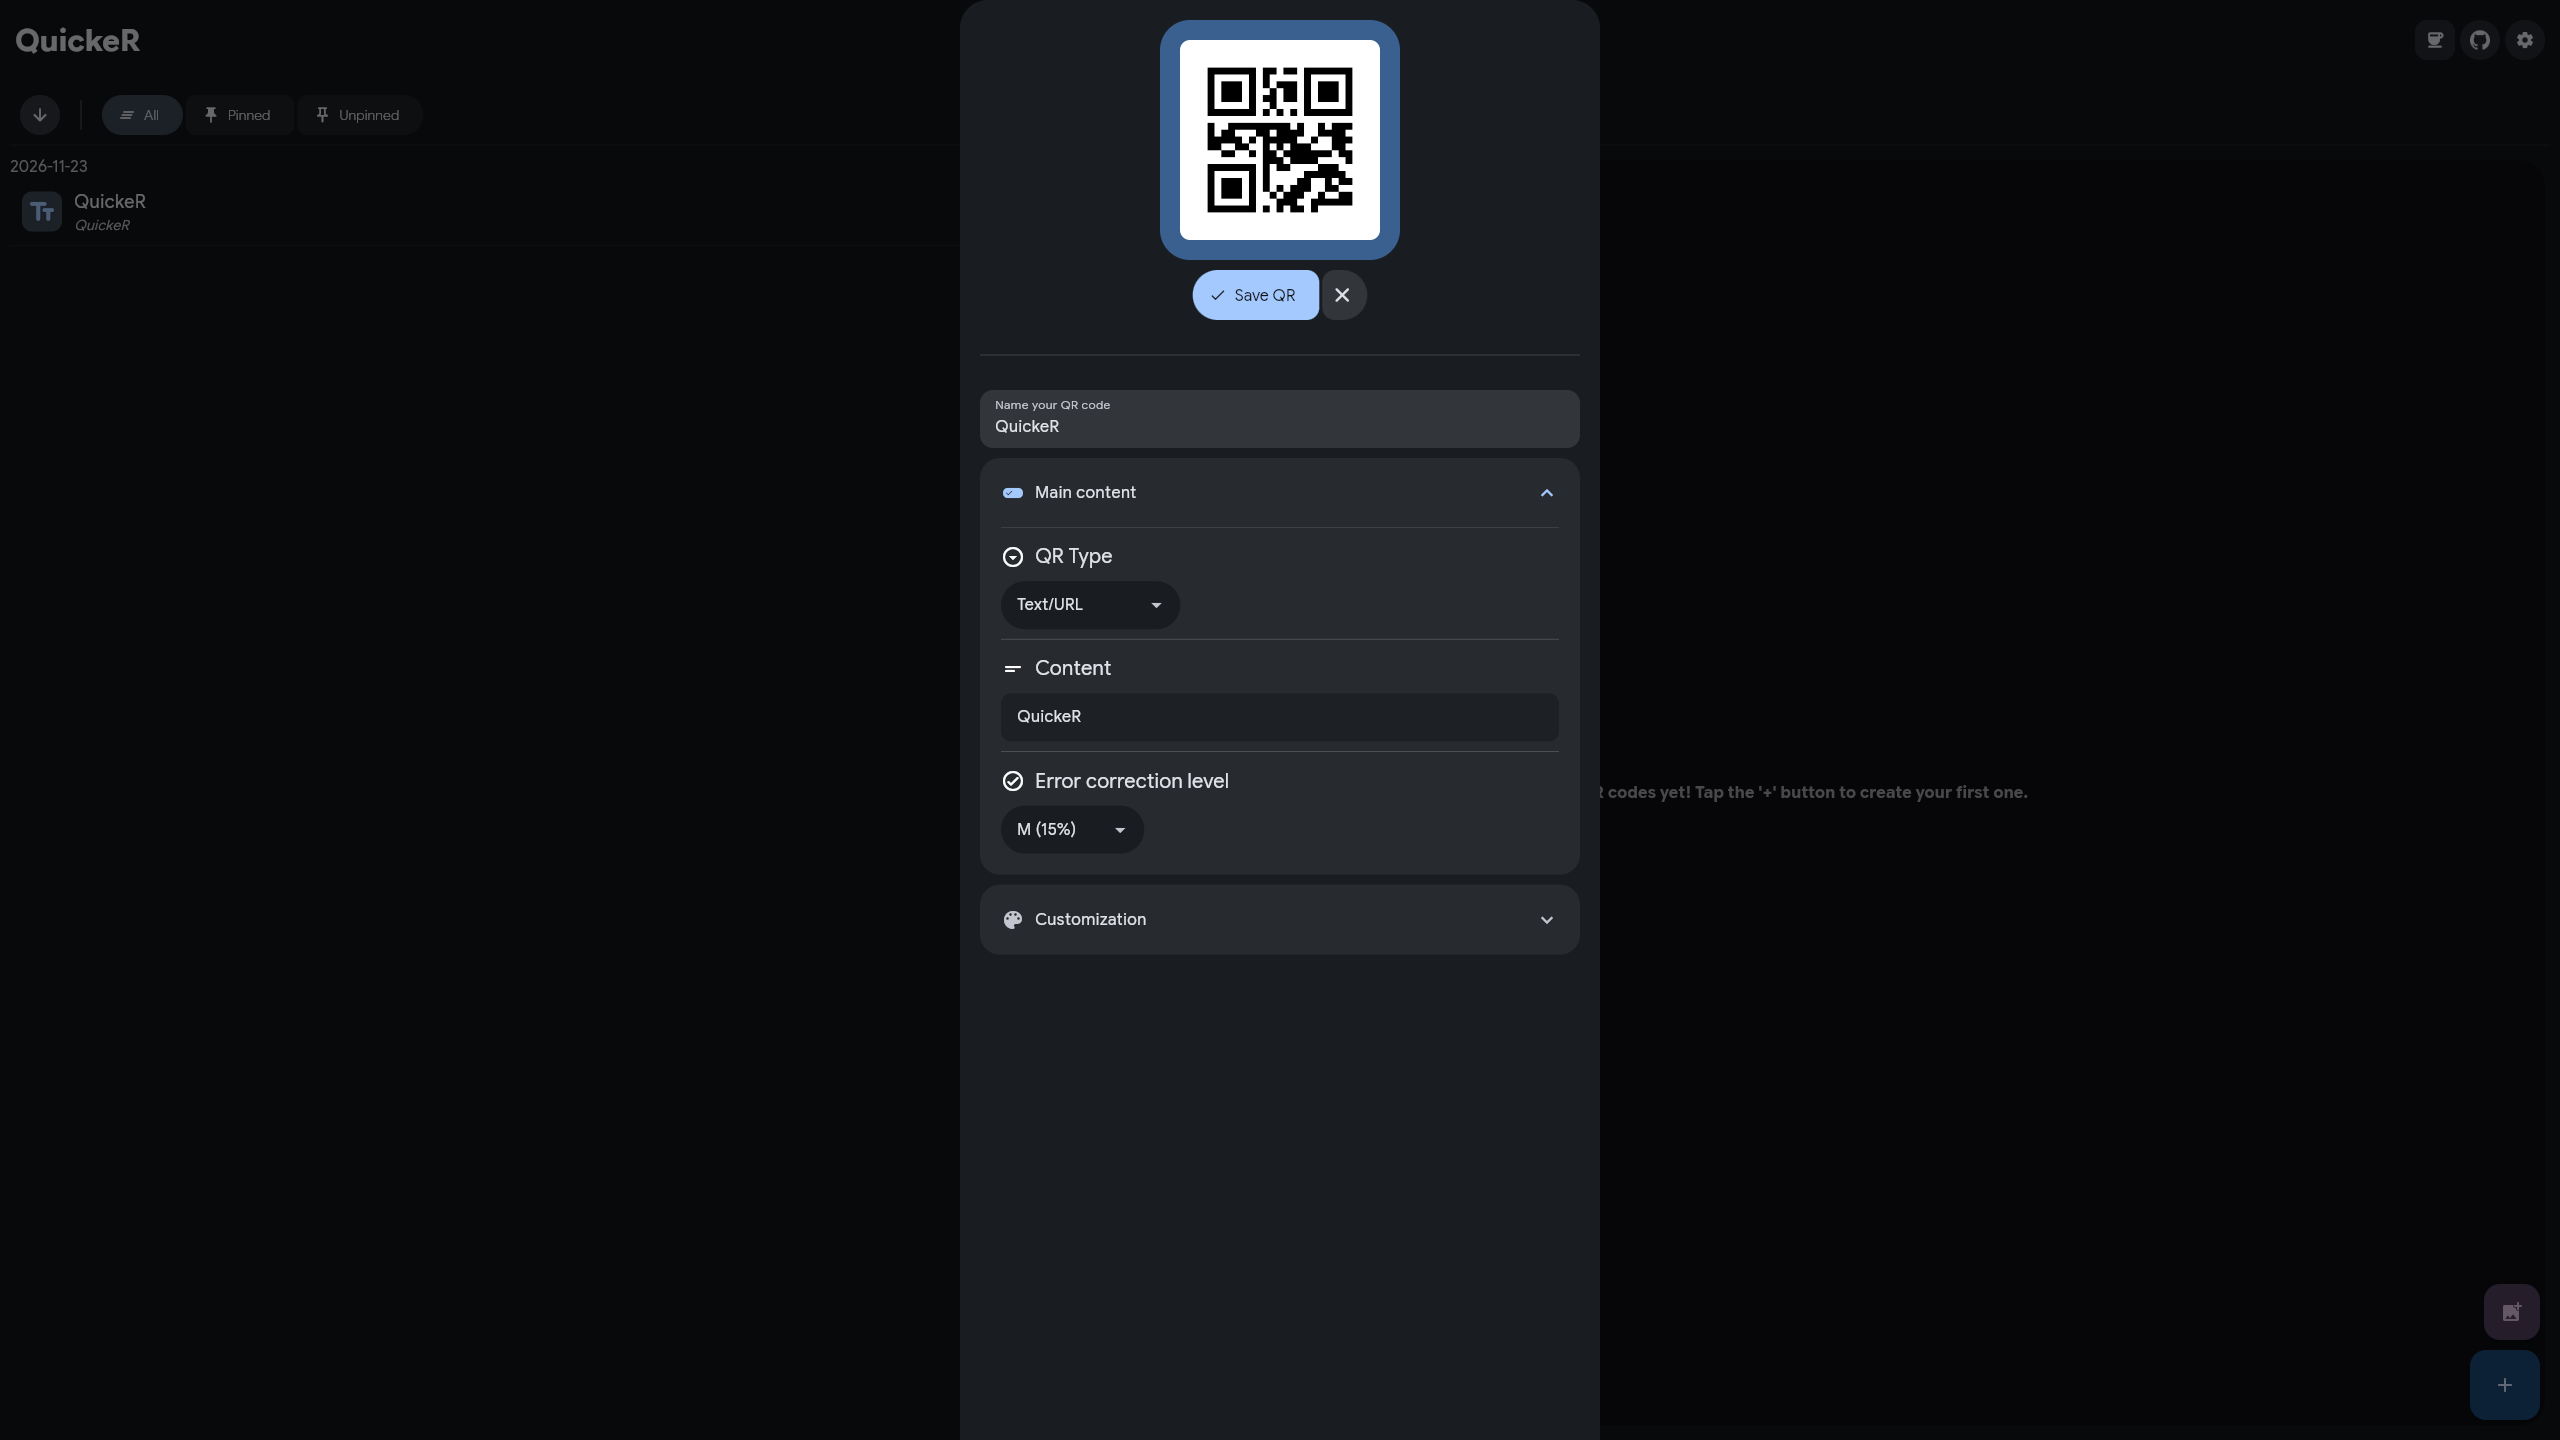 QuickeR
All
Pinned
Unpinned
2026-11-23
QuickeR
QuickeR
Save QR
Name your QR code
QuickeR
Main content
QR Type
Text/URL
Content
QuickeR
Error correction level
M (15%)
Customization
codes yet! Tap the '+' button to create your first one.